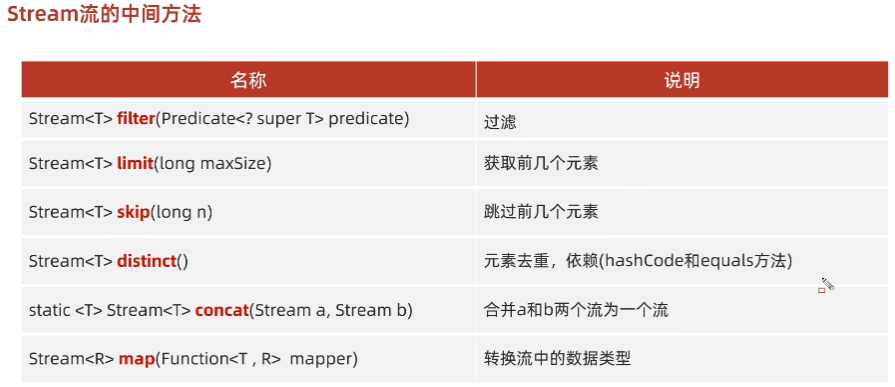 Stream流的中间方法
名称 说明
Stream<T> filter(Predicate<? super T> predicate) 过滤
Stream<T> limit(long maxSize) 获取前几个元素
Stream<T> skip(long n) 跳过前几个元素
Stream<T> distinct() 元素去重，依赖(hashCode和equals方法)
static <T> Stream<T> concat(Stream a, Stream b) 合并a和b两个流为一个流
Stream<R> map(Function<T , R>  mapper) 转换流中的数据类型